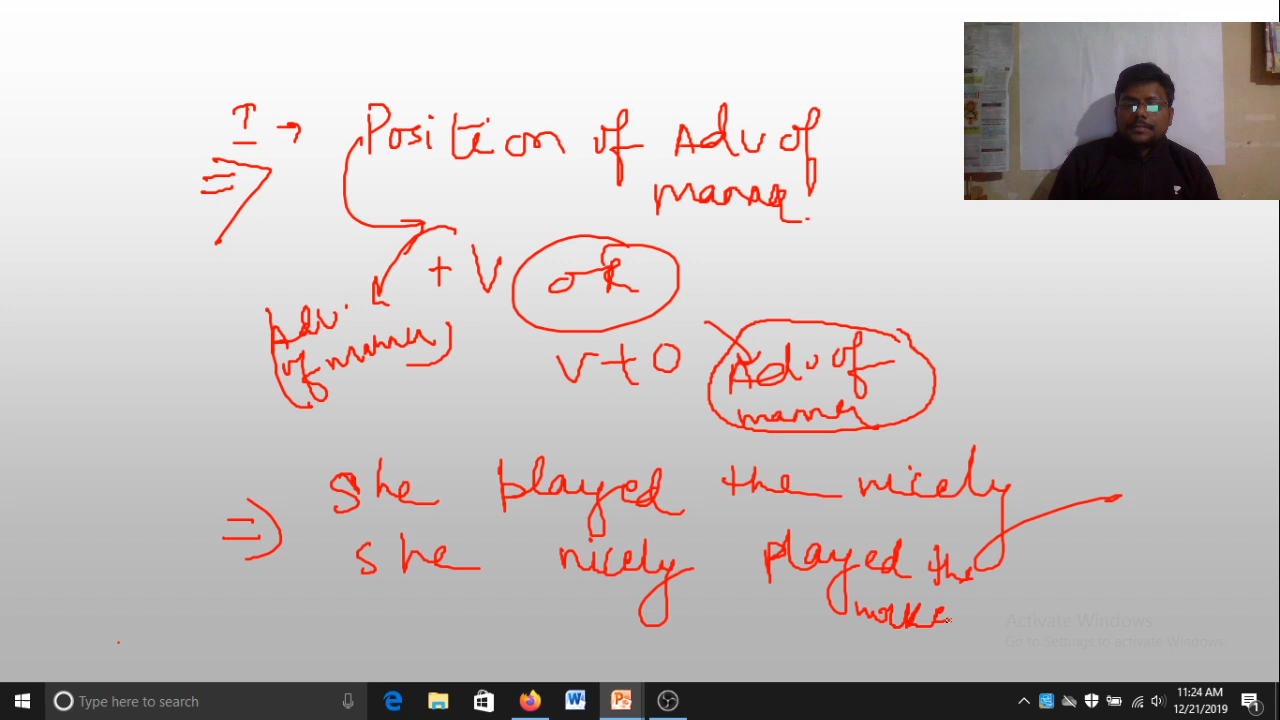 I → Position of Adv of
manner.
+ V OR
Adv.
of manner)
V + O Adv of
manner
⇒ She played the nicely
She nicely played the
Activate Windows
Go to Settings to activate Windows.
Type here to search
11:24 AM
12/21/2019